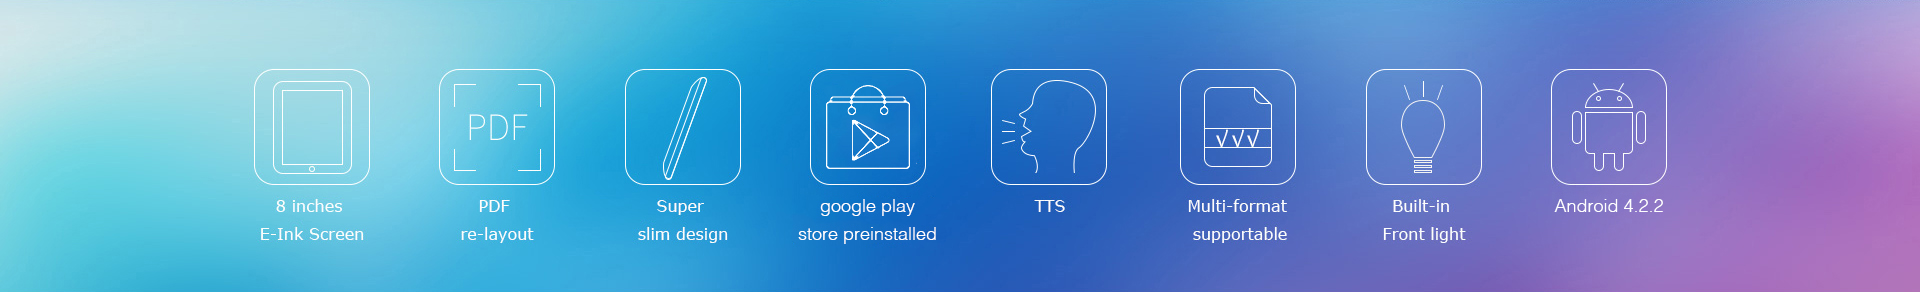 PDF
√√√
8 inches
E-Ink Screen
PDF
re-layout
Super
slim design
google play
store preinstalled
TTS
Multi-format
supportable
Built-in
Front light
Android 4.2.2